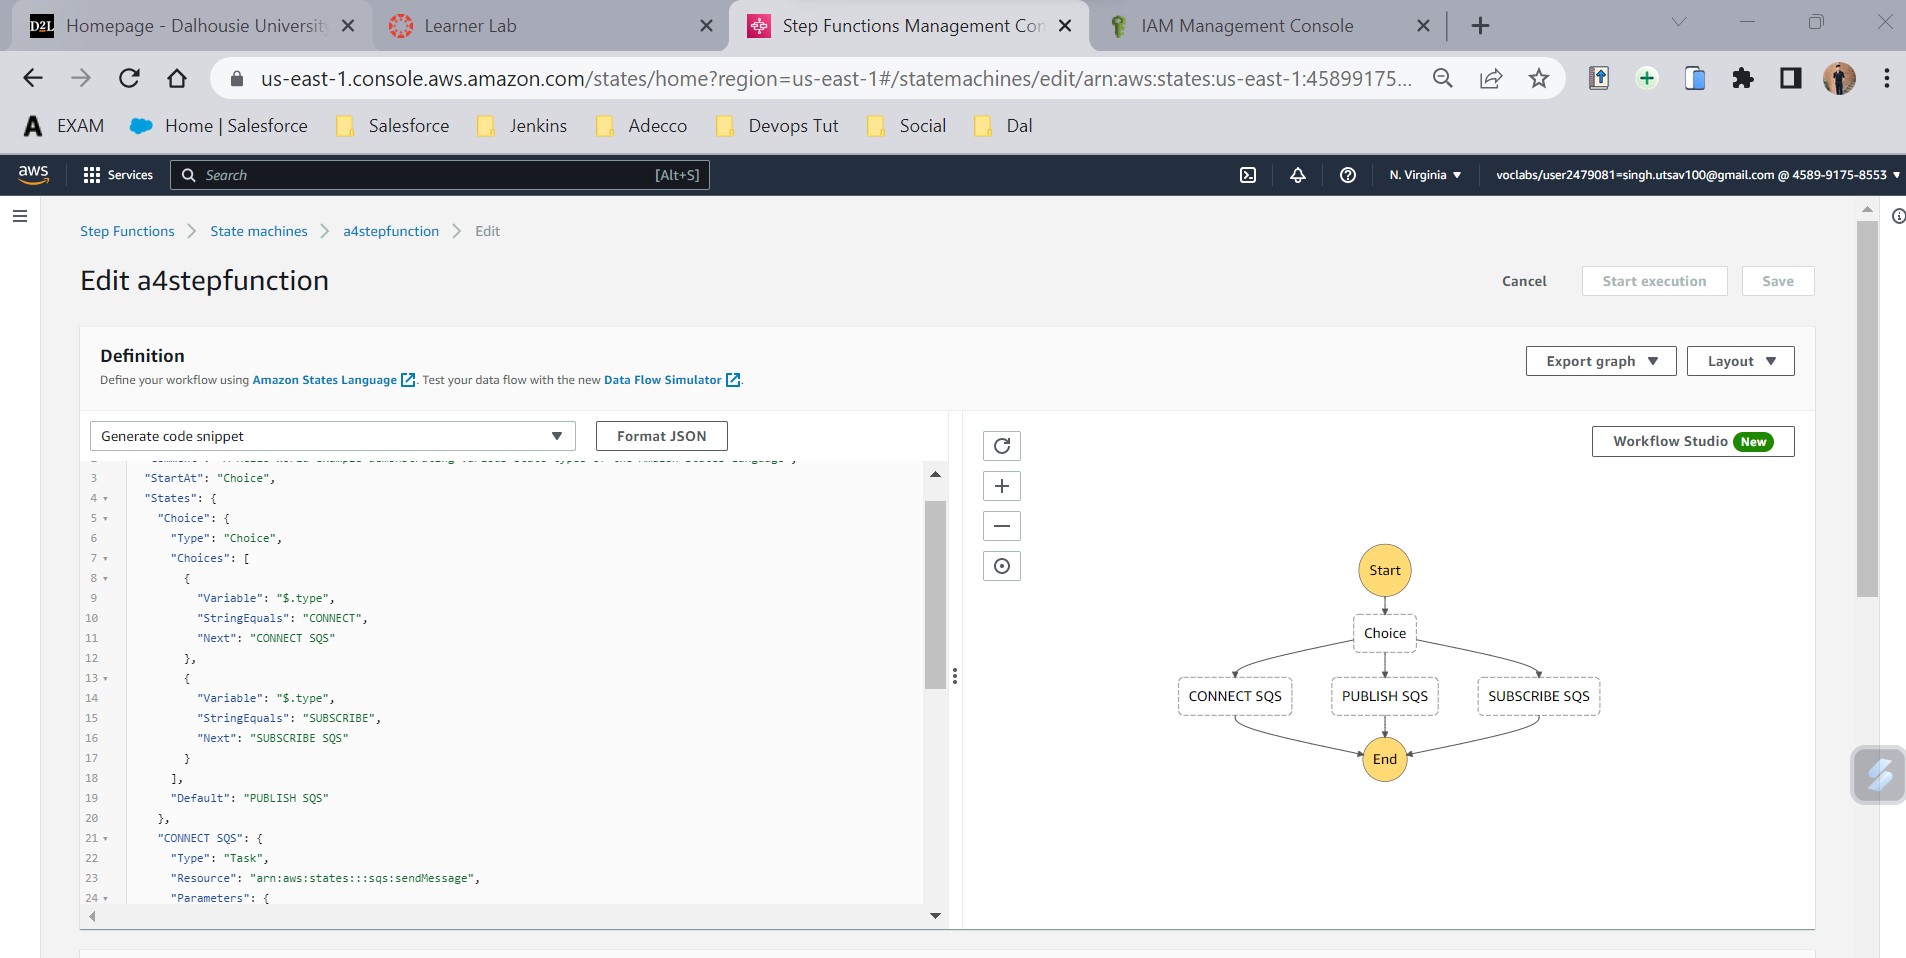 D2L Homepage - Dalhousie University
Learner Lab
Step Functions Management Con
IAM Management Console
us-east-1.console.aws.amazon.com/states/home?region=us-east-1#/statemachines/edit/arn:aws:states:us-east-1:45899175...
EXAM
Home | Salesforce
Salesforce
Jenkins
Adecco
Devops Tut
Social
Dal
aws
Services
Search
[Alt+S]
N. Virginia
voclabs/user2479081=singh.utsav100@gmail.com @ 4589-9175-8553
Step Functions
State machines
a4stepfunction
Edit
Edit a4stepfunction
Cancel
Start execution
Save
Definition
Define your workflow using Amazon States Language. Test your data flow with the new Data Flow Simulator.
Export graph
Layout
Generate code snippet
Format JSON
Workflow Studio New
3 "StartAt": "Choice",
4 "States": {
5 "Choice": {
6 "Type": "Choice",
7 "Choices": [
8 {
9 "Variable": "$.type",
10 "StringEquals": "CONNECT",
11 "Next": "CONNECT SQS"
12 },
13 {
14 "Variable": "$.type",
15 "StringEquals": "SUBSCRIBE",
16 "Next": "SUBSCRIBE SQS"
17 }
18 ],
19 "Default": "PUBLISH SQS"
20 },
21 "CONNECT SQS": {
22 "Type": "Task",
23 "Resource": "arn:aws:states:::sqs:sendMessage",
24 "Parameters": {
Start
Choice
CONNECT SQS
PUBLISH SQS
SUBSCRIBE SQS
End